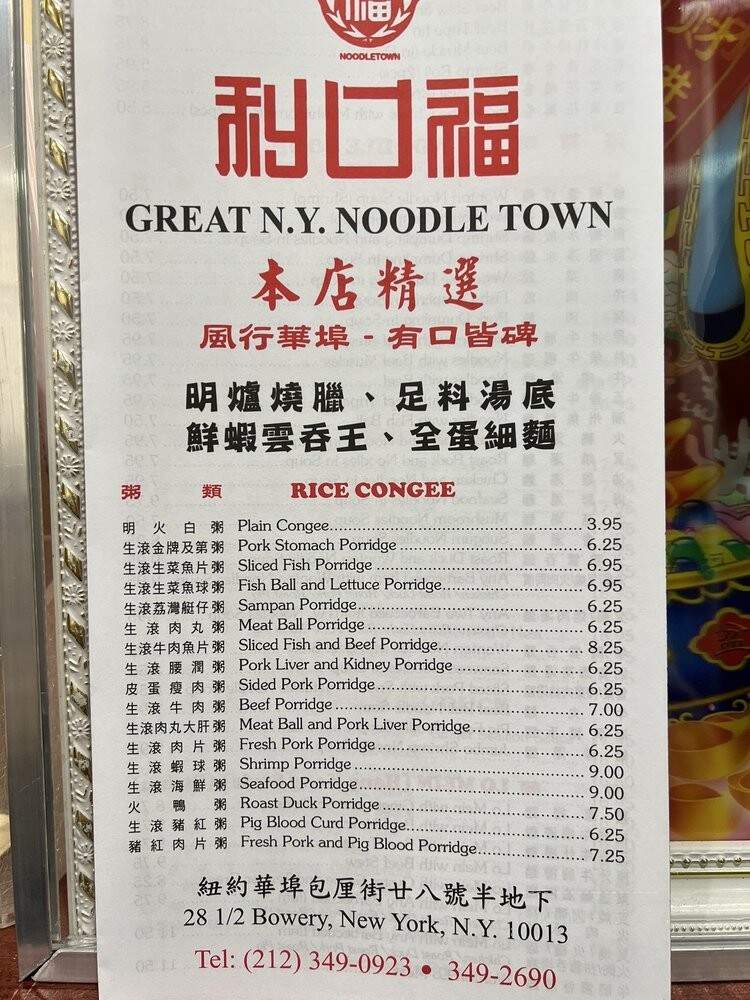 福
NOODLETOWN
利口福
GREAT N.Y. NOODLE TOWN
本店精選
風行華埠 - 有口皆碑
明爐燒臘、足料湯底
鮮蝦雲吞王、全蛋細麵
粥類 RICE CONGEE
明火白粥 Plain Congee 3.95
生滾金牌及第粥 Pork Stomach Porridge 6.25
生滾生菜魚片粥 Sliced Fish Porridge 6.95
生滾生菜魚球粥 Fish Ball and Lettuce Porridge 6.95
生滾荔灣艇仔粥 Sampan Porridge 6.25
生滾肉丸粥 Meat Ball Porridge 6.25
生滾牛肉魚片粥 Sliced Fish and Beef Porridge 8.25
生滾腰潤粥 Pork Liver and Kidney Porridge 6.25
皮蛋瘦肉粥 Sided Pork Porridge 6.25
生滾牛肉粥 Beef Porridge 7.00
生滾肉丸大肝粥 Meat Ball and Pork Liver Porridge 6.25
生滾肉片粥 Fresh Pork Porridge 6.25
生滾蝦球粥 Shrimp Porridge 9.00
生滾海鮮粥 Seafood Porridge 9.00
火鴨粥 Roast Duck Porridge 7.50
生滾豬紅粥 Pig Blood Curd Porridge 6.25
豬紅肉片粥 Fresh Pork and Pig Blood Porridge 7.25
紐約華埠包厘街廿八號半地下
28 1/2 Bowery, New York, N.Y. 10013
Tel: (212) 349-0923 • 349-2690